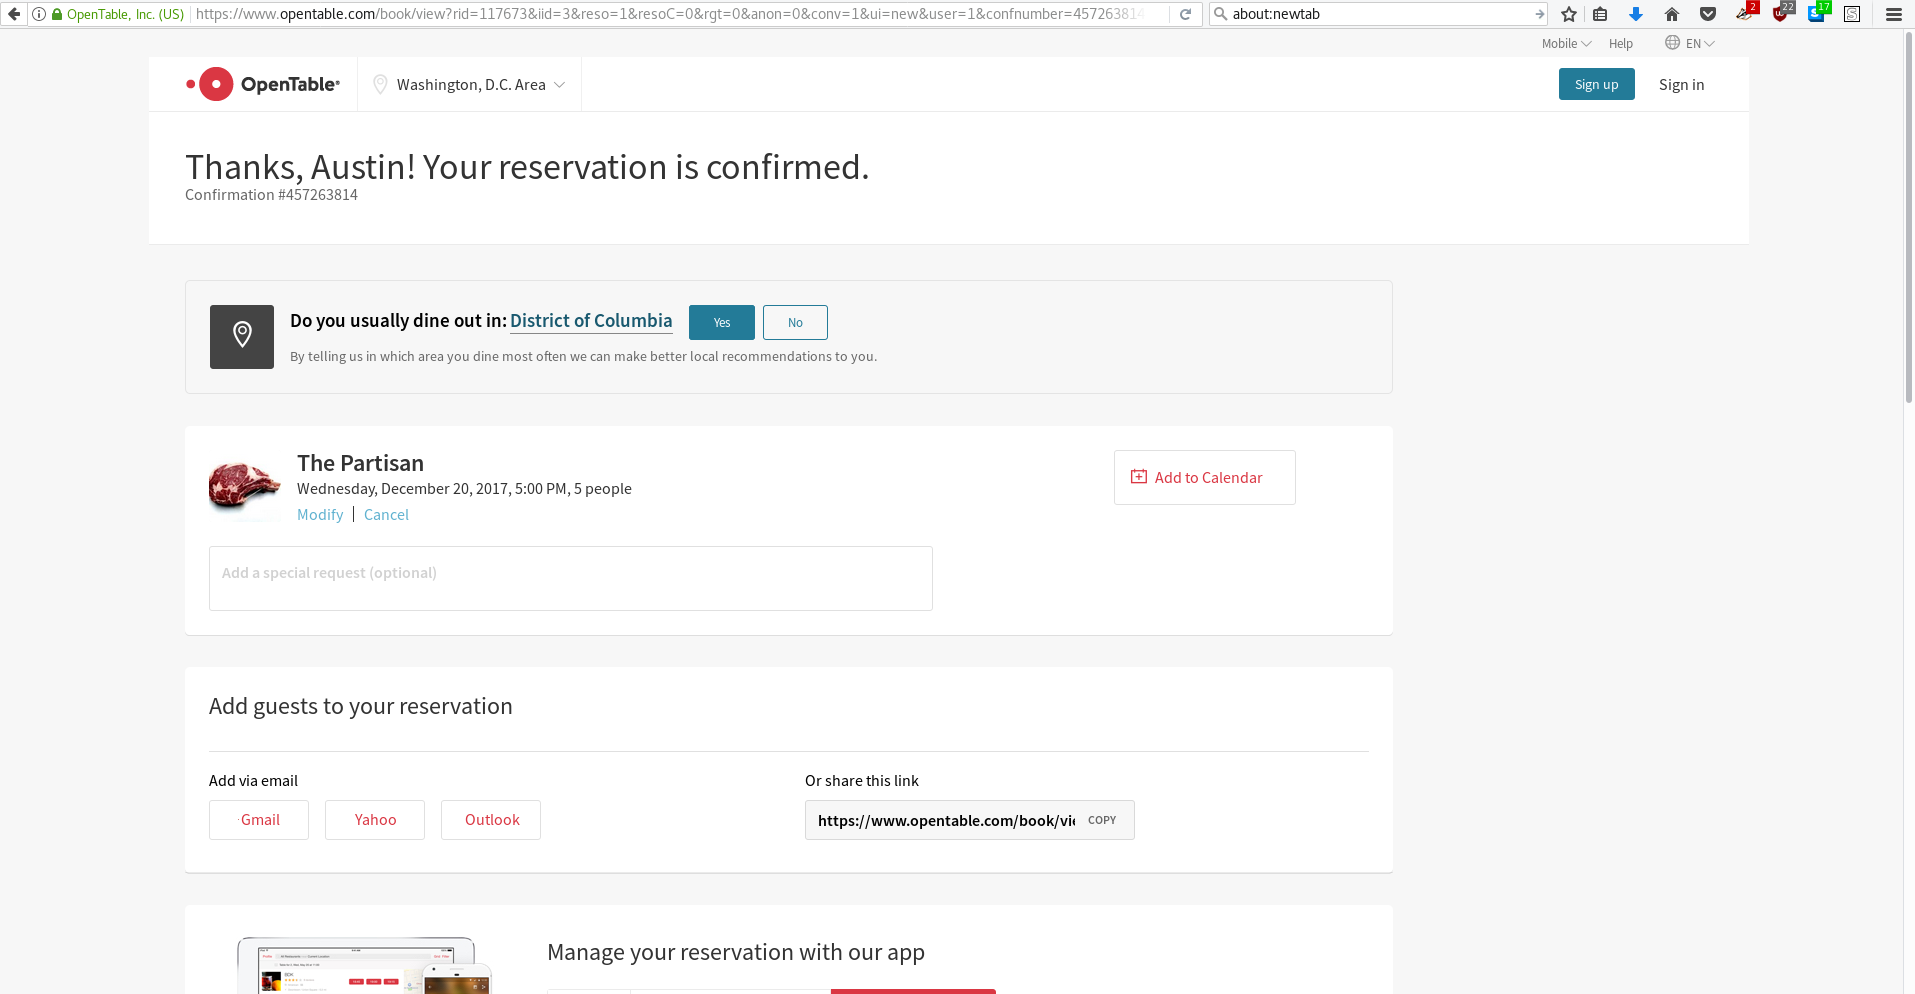 OpenTable, Inc. (US) https://www.opentable.com/book/view?rid=117673&iid=3&reso=1&resoC=0&rgt=0&anon=0&conv=1&ui=new&user=1&confnumber=457263814 about:newtab 2 22 17
Mobile Help EN
OpenTable® Washington, D.C. Area Sign up Sign in
Thanks, Austin! Your reservation is confirmed.
Confirmation #457263814
Do you usually dine out in: District of Columbia Yes No
By telling us in which area you dine most often we can make better local recommendations to you.
The Partisan
Wednesday, December 20, 2017, 5:00 PM, 5 people
Add to Calendar
Modify | Cancel
Add a special request (optional)
Add guests to your reservation
Add via email Or share this link
Gmail Yahoo Outlook https://www.opentable.com/book/vi COPY
Manage your reservation with our app